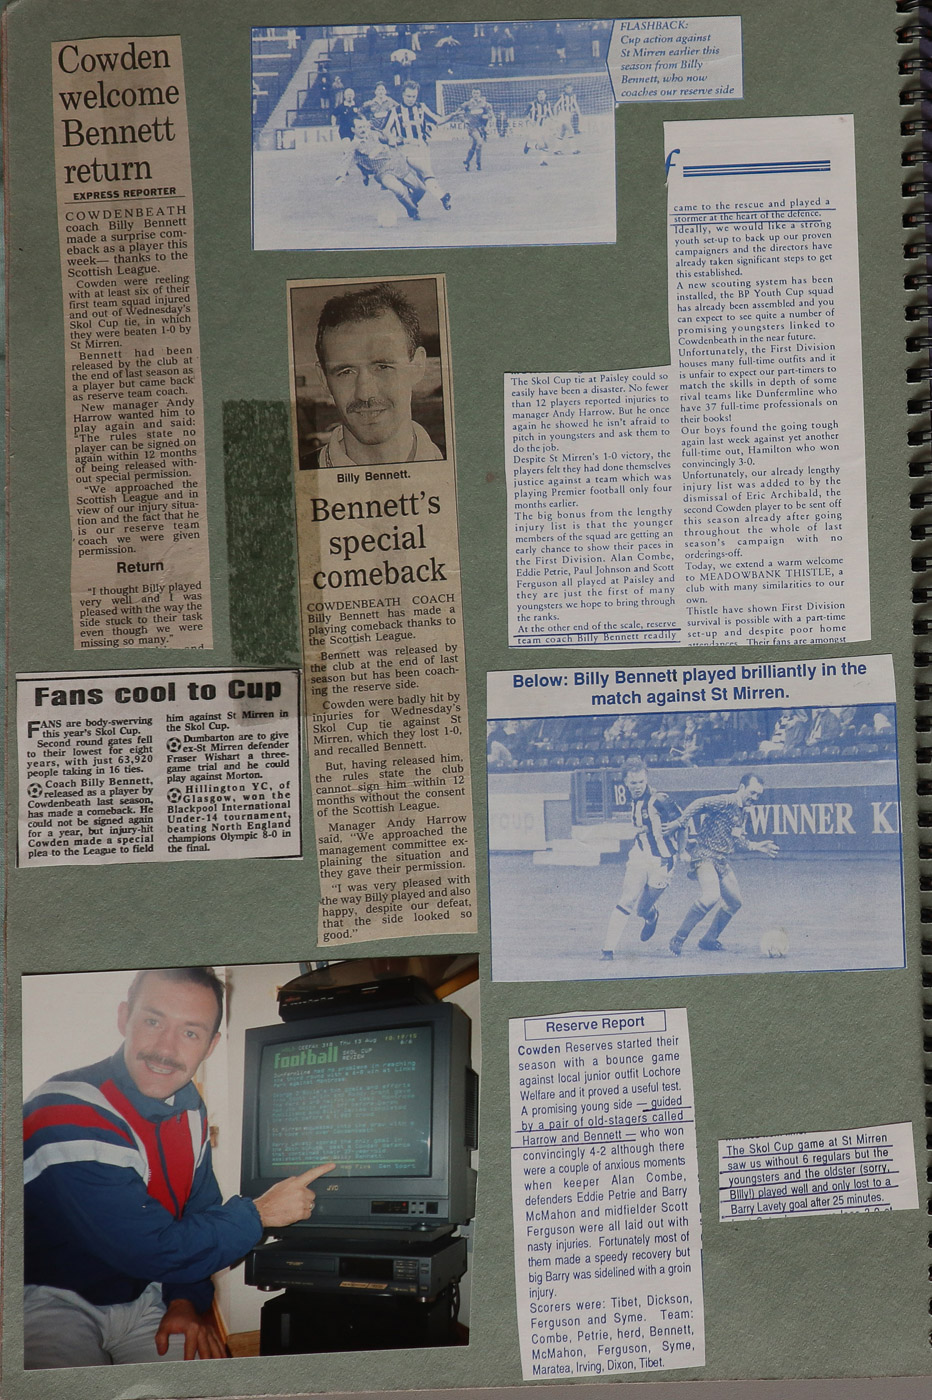 Cowden
welcome
Bennett
return
EXPRESS REPORTER
COWDENBEATH
coach Billy Bennett
made a surprise com-
eback as a player this
week— thanks to the
Scottish League.
Cowden were reeling
with at least six of their
first team squad injured
and out of Wednesday's
Skol Cup tie, in which
they were beaten 1-0 by
St Mirren.
Bennett had been
released by the club at
the end of last season as
a player but came back
as reserve team coach.
New manager Andy
Harrow wanted him to
play again and said:
"The rules state no
player can be signed on
again within 12 months
of being released with-
out special permission.
"We approached the
Scottish League and in
view of our injury situa-
tion and the fact that he
is our reserve team
coach we were given
permission.
Return
"I thought Billy played
very well and I was
pleased with the way the
side stuck to their task
even though we were
missing so many."
FLASHBACK:
Cup action against
St Mirren earlier this
season from Billy
Bennett, who now
coaches our reserve side
Billy Bennett.
Bennett's
special
comeback
COWDENBEATH COACH
Billy Bennett has made a
playing comeback thanks to
the Scottish League.
Bennett was released by
the club at the end of last
season but has been coach-
ing the reserve side.
Cowden were badly hit by
injuries for Wednesday's
Skol Cup tie against St
Mirren, which they lost 1-0,
and recalled Bennett.
But, having released him,
the rules state the club
cannot sign him within 12
months without the consent
of the Scottish League.
Manager Andy Harrow
said, "We approached the
management committee ex-
plaining the situation and
they gave their permission.
"I was very pleased with
the way Billy played and also
happy, despite our defeat,
that the side looked so
good."
The Skol Cup tie at Paisley could so
easily have been a disaster. No fewer
than 12 players reported injuries to
manager Andy Harrow. But he once
again he showed he isn't afraid to
pitch in youngsters and ask them to
do the job.
Despite St Mirren's 1-0 victory, the
players felt they had done themselves
justice against a team which was
playing Premier football only four
months earlier.
The big bonus from the lengthy
injury list is that the younger
members of the squad are getting an
early chance to show their paces in
the First Division. Alan Combe,
Eddie Petrie, Paul Johnson and Scott
Ferguson all played at Paisley and
they are just the first of many
youngsters we hope to bring through
the ranks.
At the other end of the scale, reserve
team coach Billy Bennett readily
came to the rescue and played a
stormer at the heart of the defence.
Ideally, we would like a strong
youth set-up to back up our proven
campaigners and the directors have
already taken significant steps to get
this established.
A new scouting system has been
installed, the BP Youth Cup squad
has already been assembled and you
can expect to see quite a number of
promising youngsters linked to
Cowdenbeath in the near future.
Unfortunately, the First Division
houses many full-time outfits and it
is unfair to expect our part-timers to
match the skills in depth of some
rival teams like Dunfermline who
have 37 full-time professionals on
their books!
Our boys found the going tough
again last week against yet another
full-time out, Hamilton who won
convincingly 3-0.
Unfortunately, our already lengthy
injury list was added to by the
dismissal of Eric Archibald, the
second Cowden player to be sent off
this season already after going
throughout the whole of last
season's campaign with no
orderings-off.
Today, we extend a warm welcome
to MEADOWBANK THISTLE, a
club with many similarities to our
own.
Thistle have shown First Division
survival is possible with a part-time
set-up and despite poor home
attendances. Their fans are amongst
Fans cool to Cup
FANS are body-swerving
this year's Skol Cup.
Second round gates fell
to their lowest for eight
years, with just 63,920
people taking in 16 ties.
Coach Billy Bennett,
released as a player by
Cowdenbeath last season,
has made a comeback. He
could not be signed again
for a year, but injury-hit
Cowden made a special
plea to the League to field
him against St Mirren in
the Skol Cup.
Dumbarton are to give
ex-St Mirren defender
Fraser Wishart a three-
game trial and he could
play against Morton.
Hillington YC, of
Glasgow, won the
Blackpool International
Under-14 tournament,
beating North England
champions Olympic 8-0 in
the final.
Below: Billy Bennett played brilliantly in the
match against St Mirren.
18
WINNER K
Thu 13 Aug
football
SKOL CUP
REVIEW
JVC
Reserve Report
Cowden Reserves started their
season with a bounce game
against local junior outfit Lochore
Welfare and it proved a useful test.
A promising young side — guided
by a pair of old-stagers called
Harrow and Bennett — who won
convincingly 4-2 although there
were a couple of anxious moments
when keeper Alan Combe,
defenders Eddie Petrie and Barry
McMahon and midfielder Scott
Ferguson were all laid out with
nasty injuries. Fortunately most of
them made a speedy recovery but
big Barry was sidelined with a groin
injury.
Scorers were: Tibet, Dickson,
Ferguson and Syme. Team:
Combe, Petrie, herd, Bennett,
McMahon, Ferguson, Syme,
Maratea, Irving, Dixon, Tibet.
The Skol Cup game at St Mirren
saw us without 6 regulars but the
youngsters and the oldster (sorry,
Billy!) played well and only lost to a
Barry Lavety goal after 25 minutes.